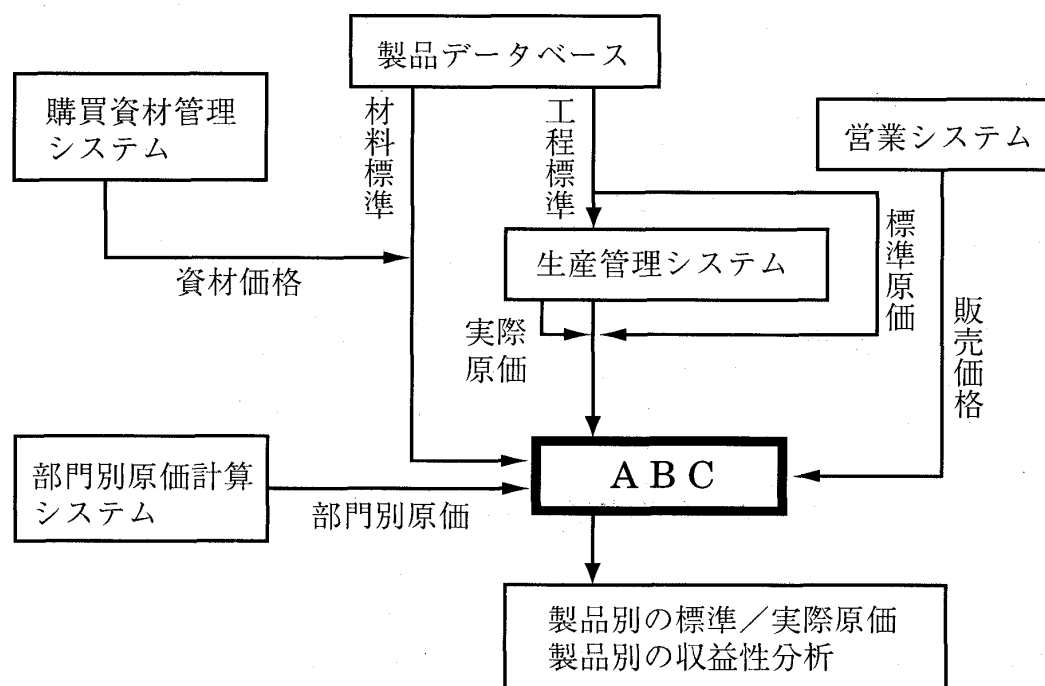 製品データベース
購買資材管理
システム
材料標準
工程標準
営業システム
資材価格
生産管理システム
標準原価
実際
原価
販売価格
部門別原価計算
システム
部門別原価
ABC
製品別の標準／実際原価
製品別の収益性分析